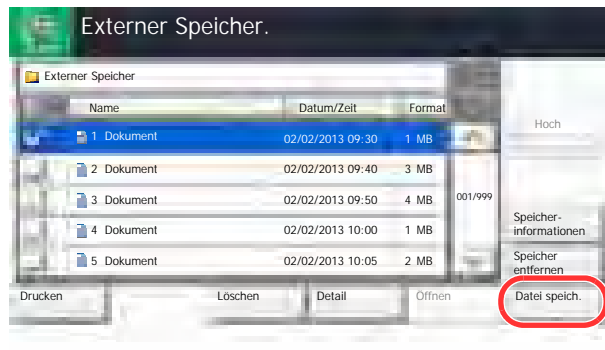 Externer Speicher.
Externer Speicher
Name Datum/Zeit Format
1 Dokument 02/02/2013 09:30 1 MB
2 Dokument 02/02/2013 09:40 3 MB
3 Dokument 02/02/2013 09:50 4 MB
4 Dokument 02/02/2013 10:00 1 MB
5 Dokument 02/02/2013 10:05 2 MB
001/999
Hoch
Speicher-
informationen
Speicher
entfernen
Drucken Löschen Detail Öffnen Datei speich.